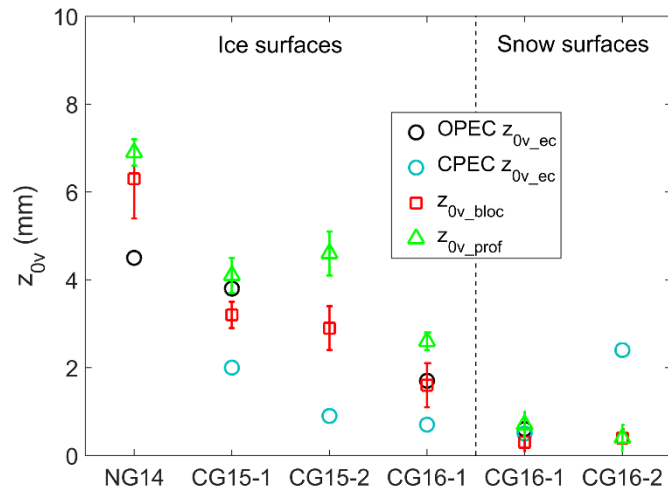 Ice surfaces
Snow surfaces
10
8
6
4
2
0
z0v (mm)
OPEC z0v_ec
CPEC z0v_ec
z0v_bloc
z0v_prof
NG14 CG15-1 CG15-2 CG16-1 CG16-1 CG16-2